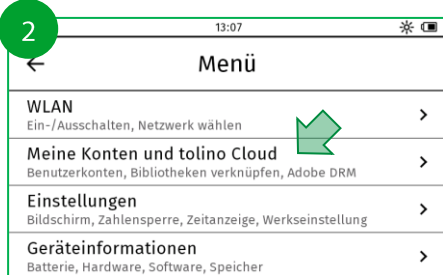 2
13:07
Menü
WLAN
Ein-/Ausschalten, Netzwerk wählen
Meine Konten und tolino Cloud
Benutzerkonten, Bibliotheken verknüpfen, Adobe DRM
Einstellungen
Bildschirm, Zahlensperre, Zeitanzeige, Werkseinstellung
Geräteinformationen
Batterie, Hardware, Software, Speicher